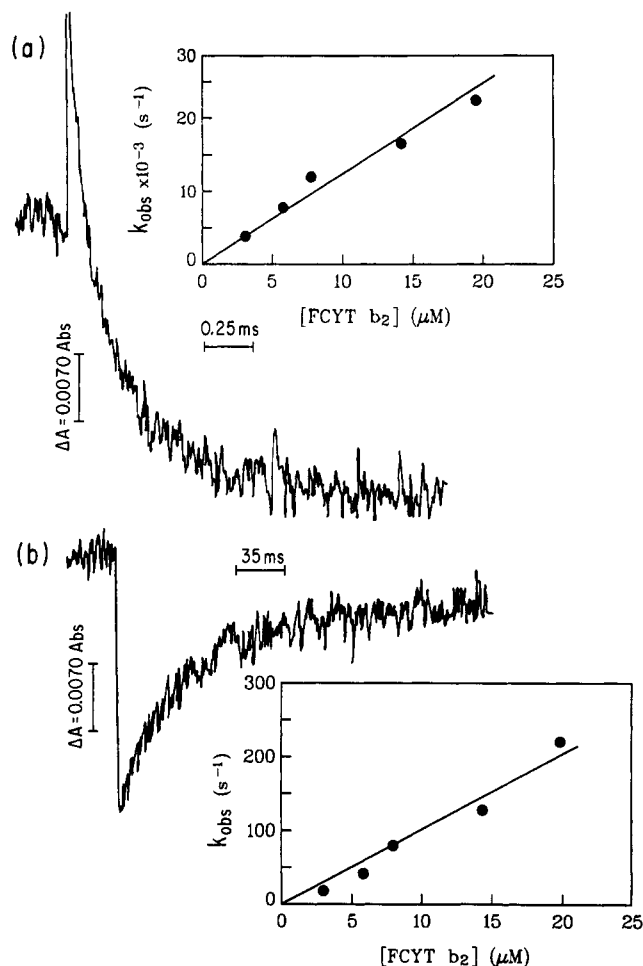 (a)
30
20
10
0
k_obs x10⁻³ (s⁻¹)
0 5 10 15 20 25
[FCYT b₂] (μM)
0.25 ms
ΔA = 0.0070 Abs
(b)
35 ms
ΔA = 0.0070 Abs
300
200
100
0
k_obs (s⁻¹)
0 5 10 15 20 25
[FCYT b₂] (μM)